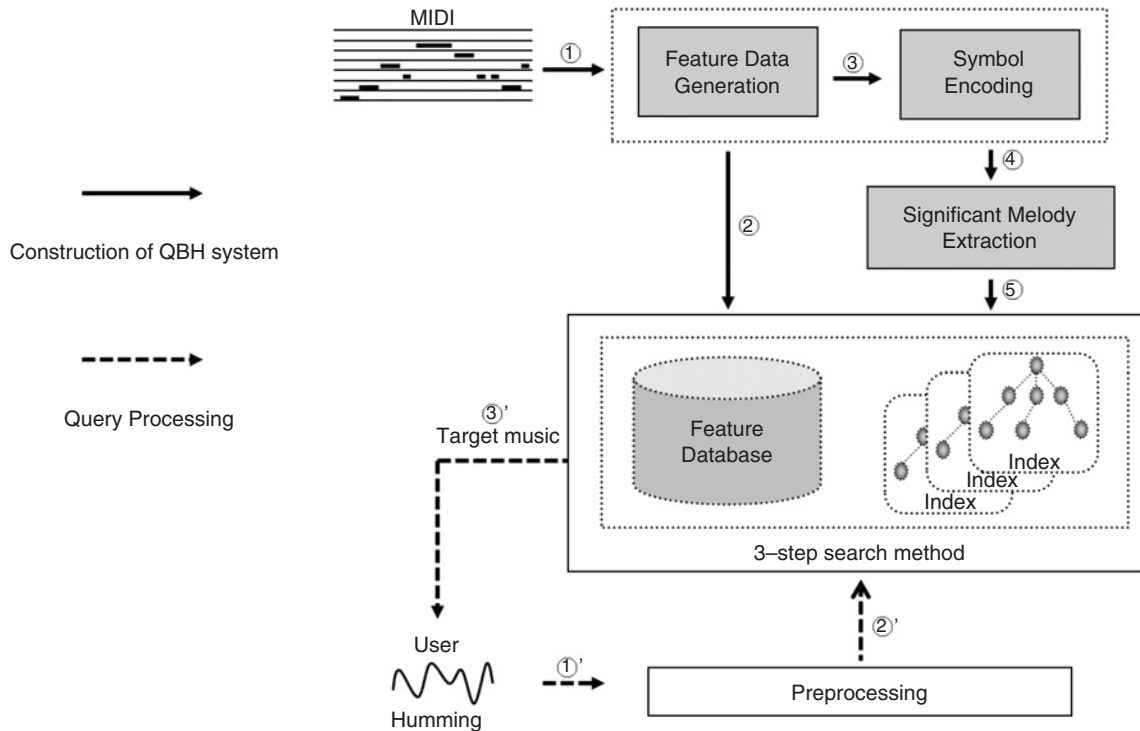 MIDI
①
Feature Data
Generation
③
Symbol
Encoding
④
Significant Melody
Extraction
②
⑤
Construction of QBH system
Query Processing
③’
Target music
Feature
Database
Index
Index
Index
3–step search method
②’
User
Humming
①’
Preprocessing